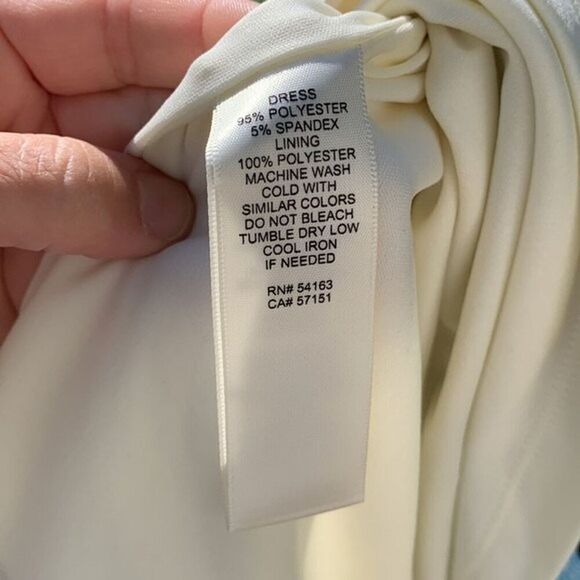 DRESS
95% POLYESTER
5% SPANDEX
LINING
100% POLYESTER
MACHINE WASH
COLD WITH
SIMILAR COLORS
DO NOT BLEACH
TUMBLE DRY LOW
COOL IRON
IF NEEDED
RN# 54163
CA# 57151